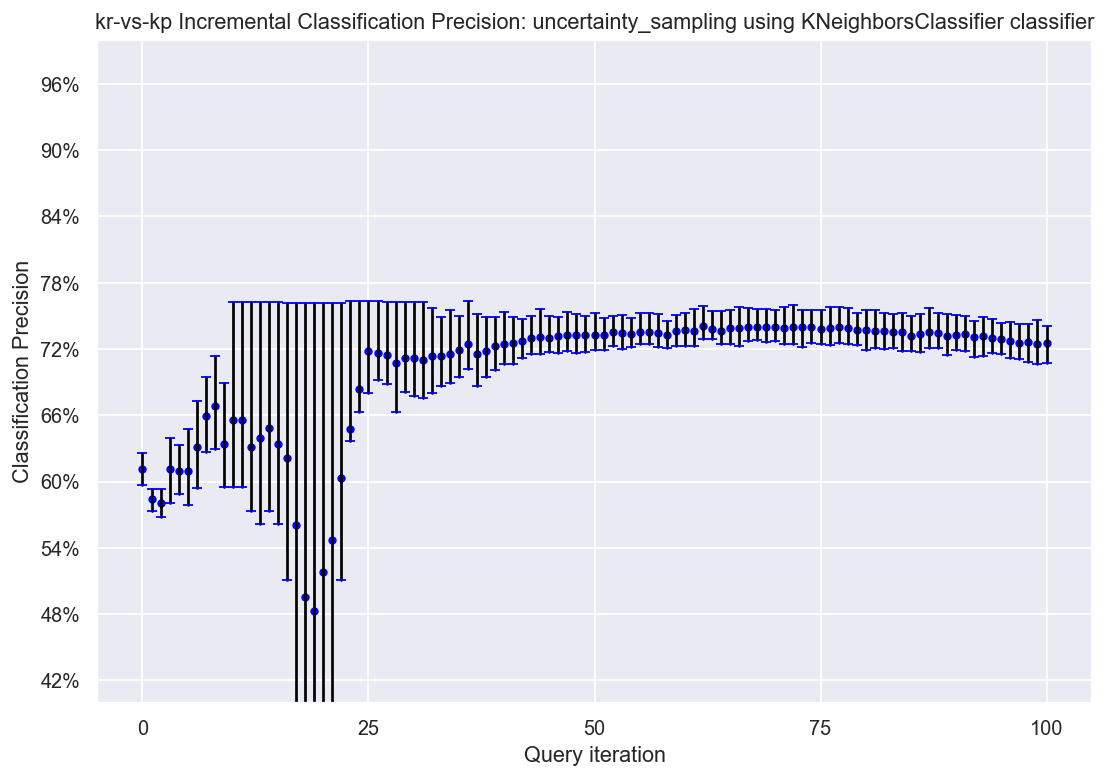 kr-vs-kp Incremental Classification Precision: uncertainty_sampling using KNeighborsClassifier classifier
96%
90%
84%
78%
72%
66%
60%
54%
48%
42%
Classification Precision
0 25 50 75 100
Query iteration